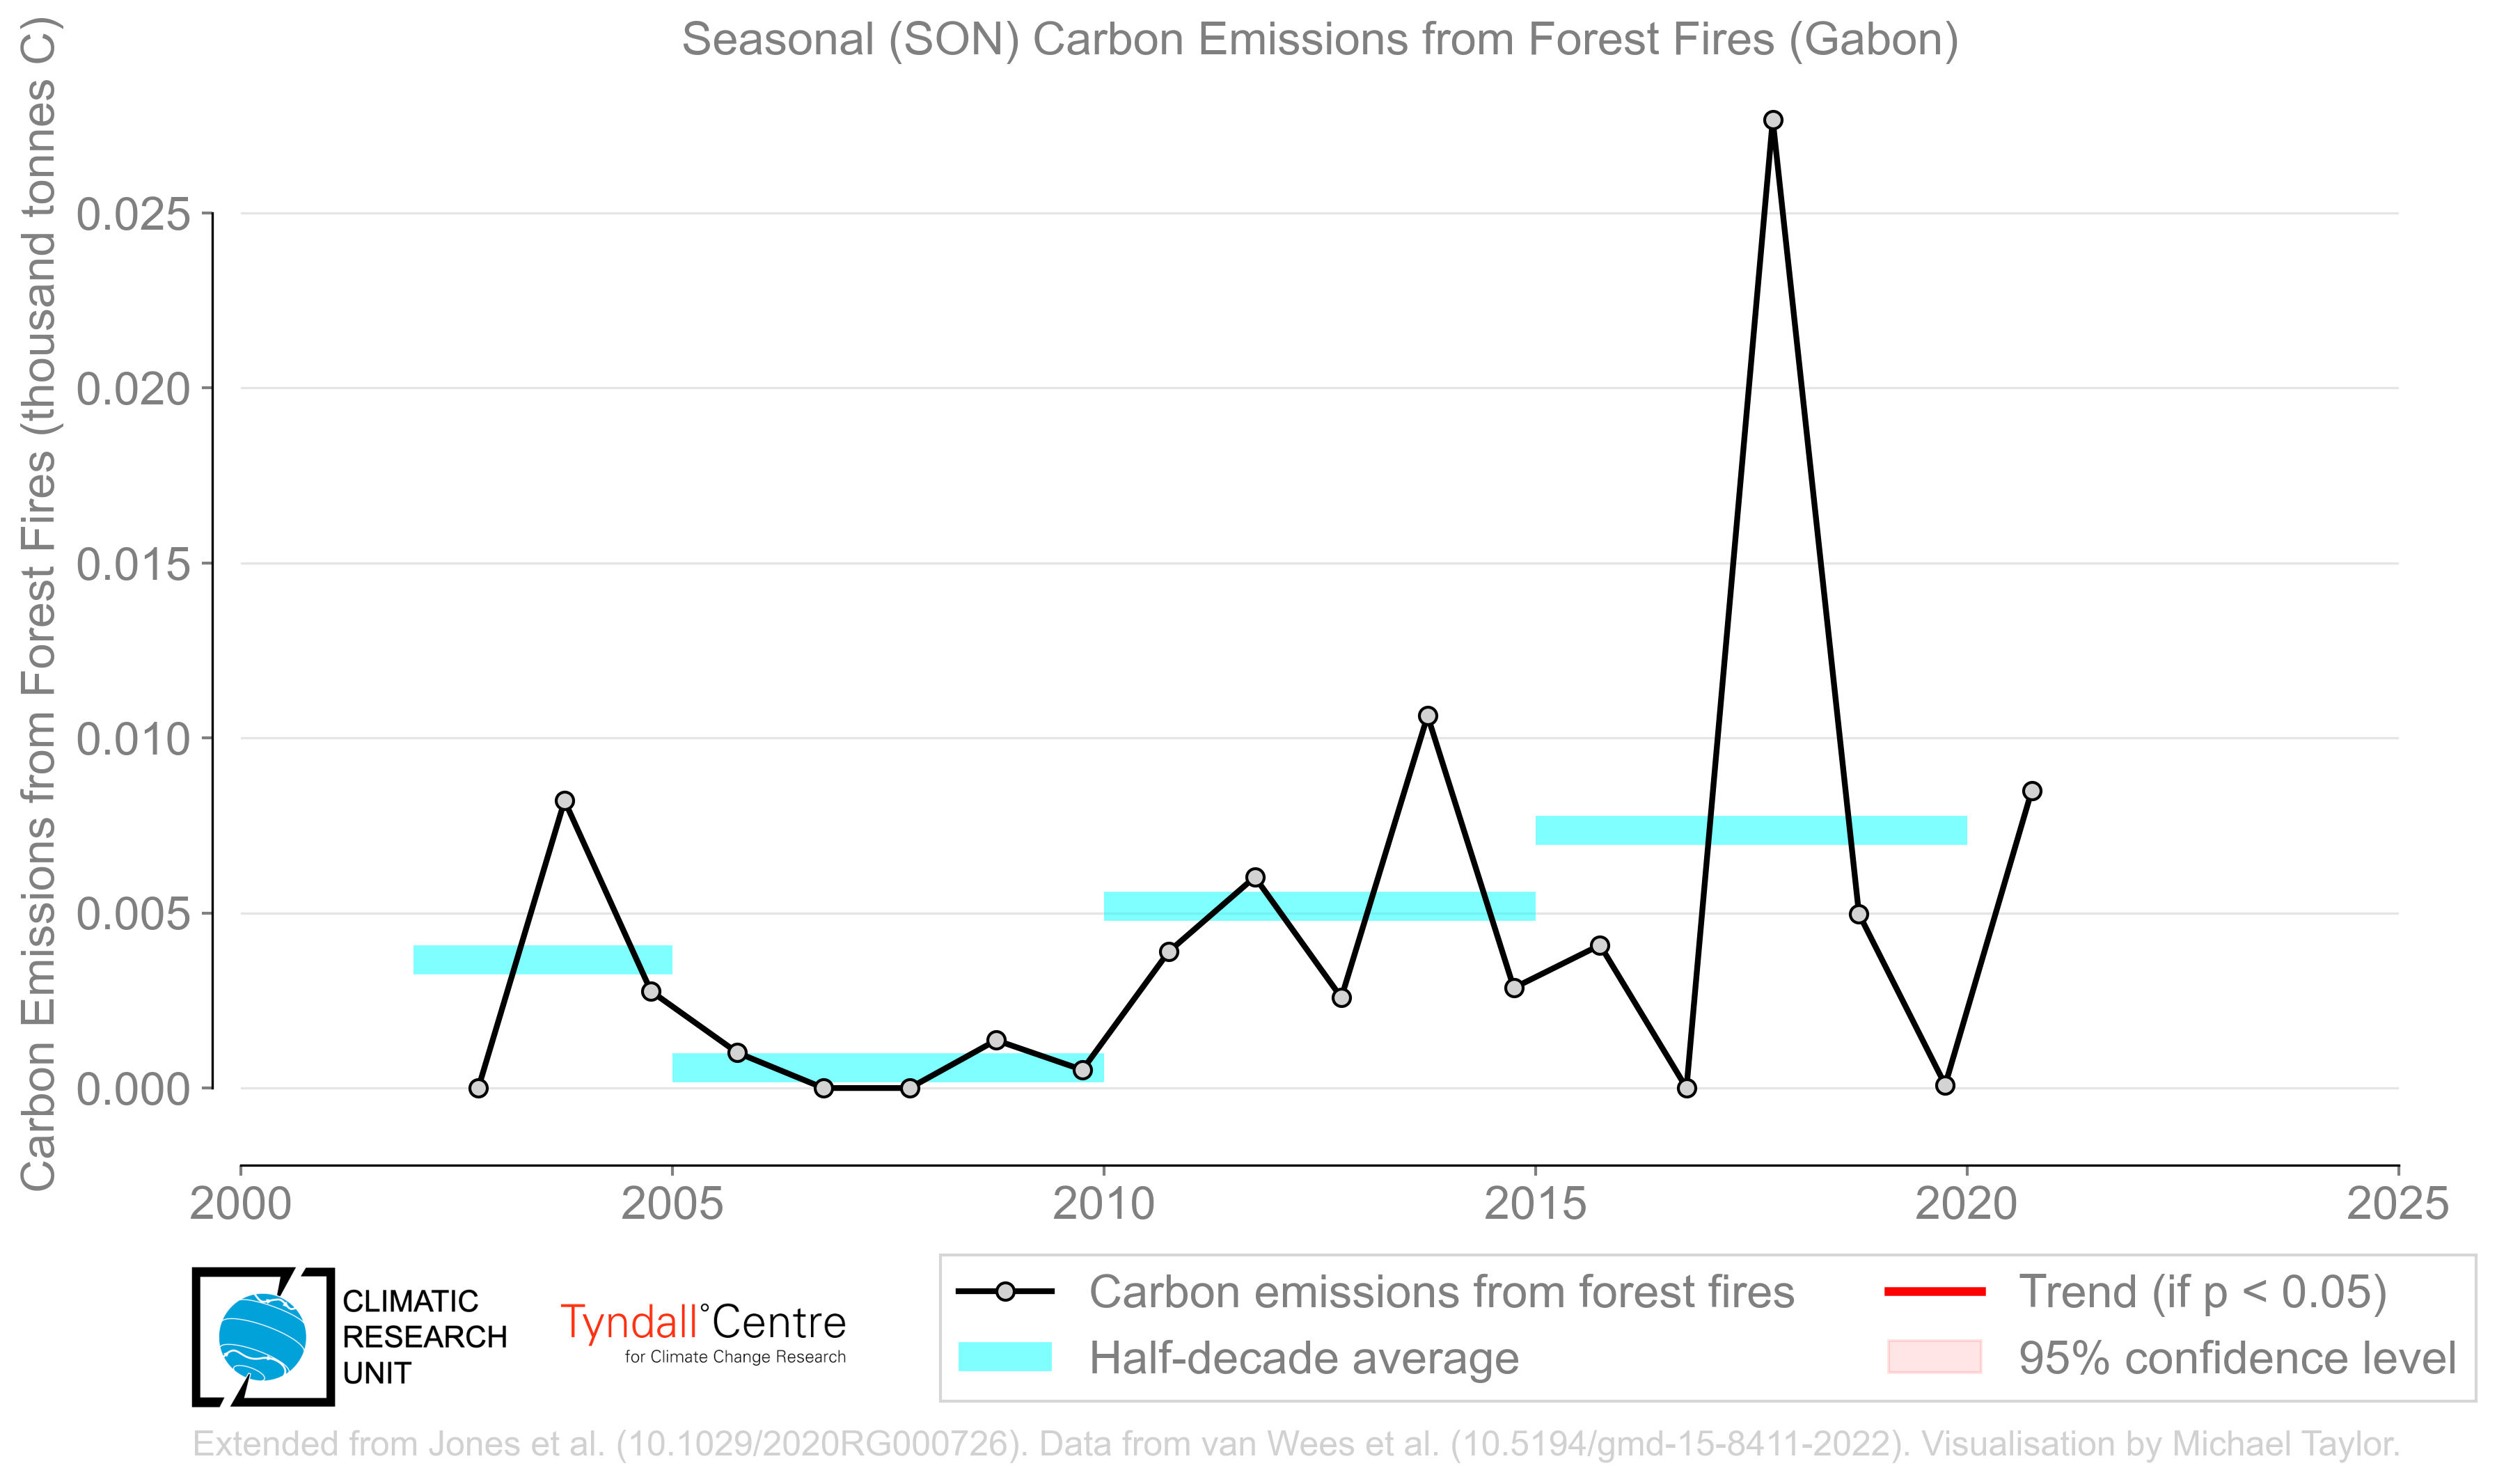 Seasonal (SON) Carbon Emissions from Forest Fires (Gabon)
Carbon Emissions from Forest Fires (thousand tonnes C)
0.025
0.020
0.015
0.010
0.005
0.000
2000 2005 2010 2015 2020 2025
CLIMATIC
RESEARCH
UNIT
Tyndall°Centre
for Climate Change Research
Carbon emissions from forest fires
Half-decade average
Trend (if p < 0.05)
95% confidence level
Extended from Jones et al. (10.1029/2020RG000726). Data from van Wees et al. (10.5194/gmd-15-8411-2022). Visualisation by Michael Taylor.